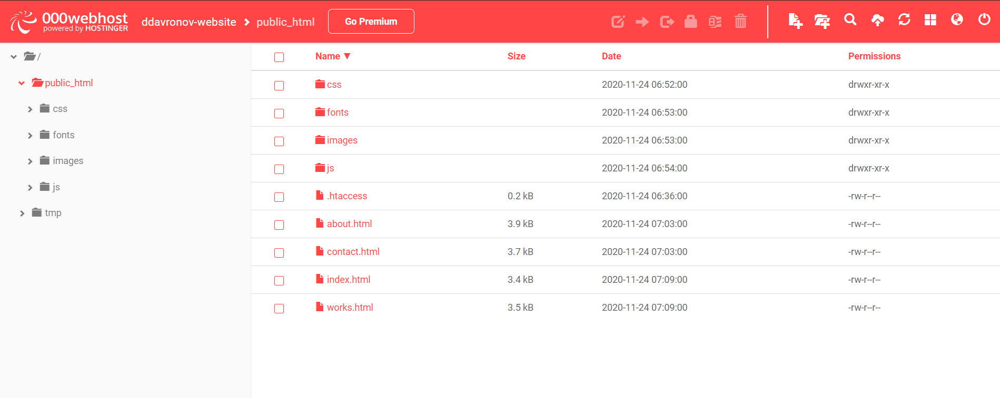 000webhost
powered by HOSTINGER
ddavronov-website > public_html
Go Premium
/
public_html
css
fonts
images
js
tmp
Name ▼ Size Date Permissions
css 2020-11-24 06:52:00 drwxr-xr-x
fonts 2020-11-24 06:53:00 drwxr-xr-x
images 2020-11-24 06:53:00 drwxr-xr-x
js 2020-11-24 06:54:00 drwxr-xr-x
.htaccess 0.2 kB 2020-11-24 06:36:00 -rw-r--r--
about.html 3.9 kB 2020-11-24 07:03:00 -rw-r--r--
contact.html 3.7 kB 2020-11-24 07:03:00 -rw-r--r--
index.html 3.4 kB 2020-11-24 07:09:00 -rw-r--r--
works.html 3.5 kB 2020-11-24 07:09:00 -rw-r--r--